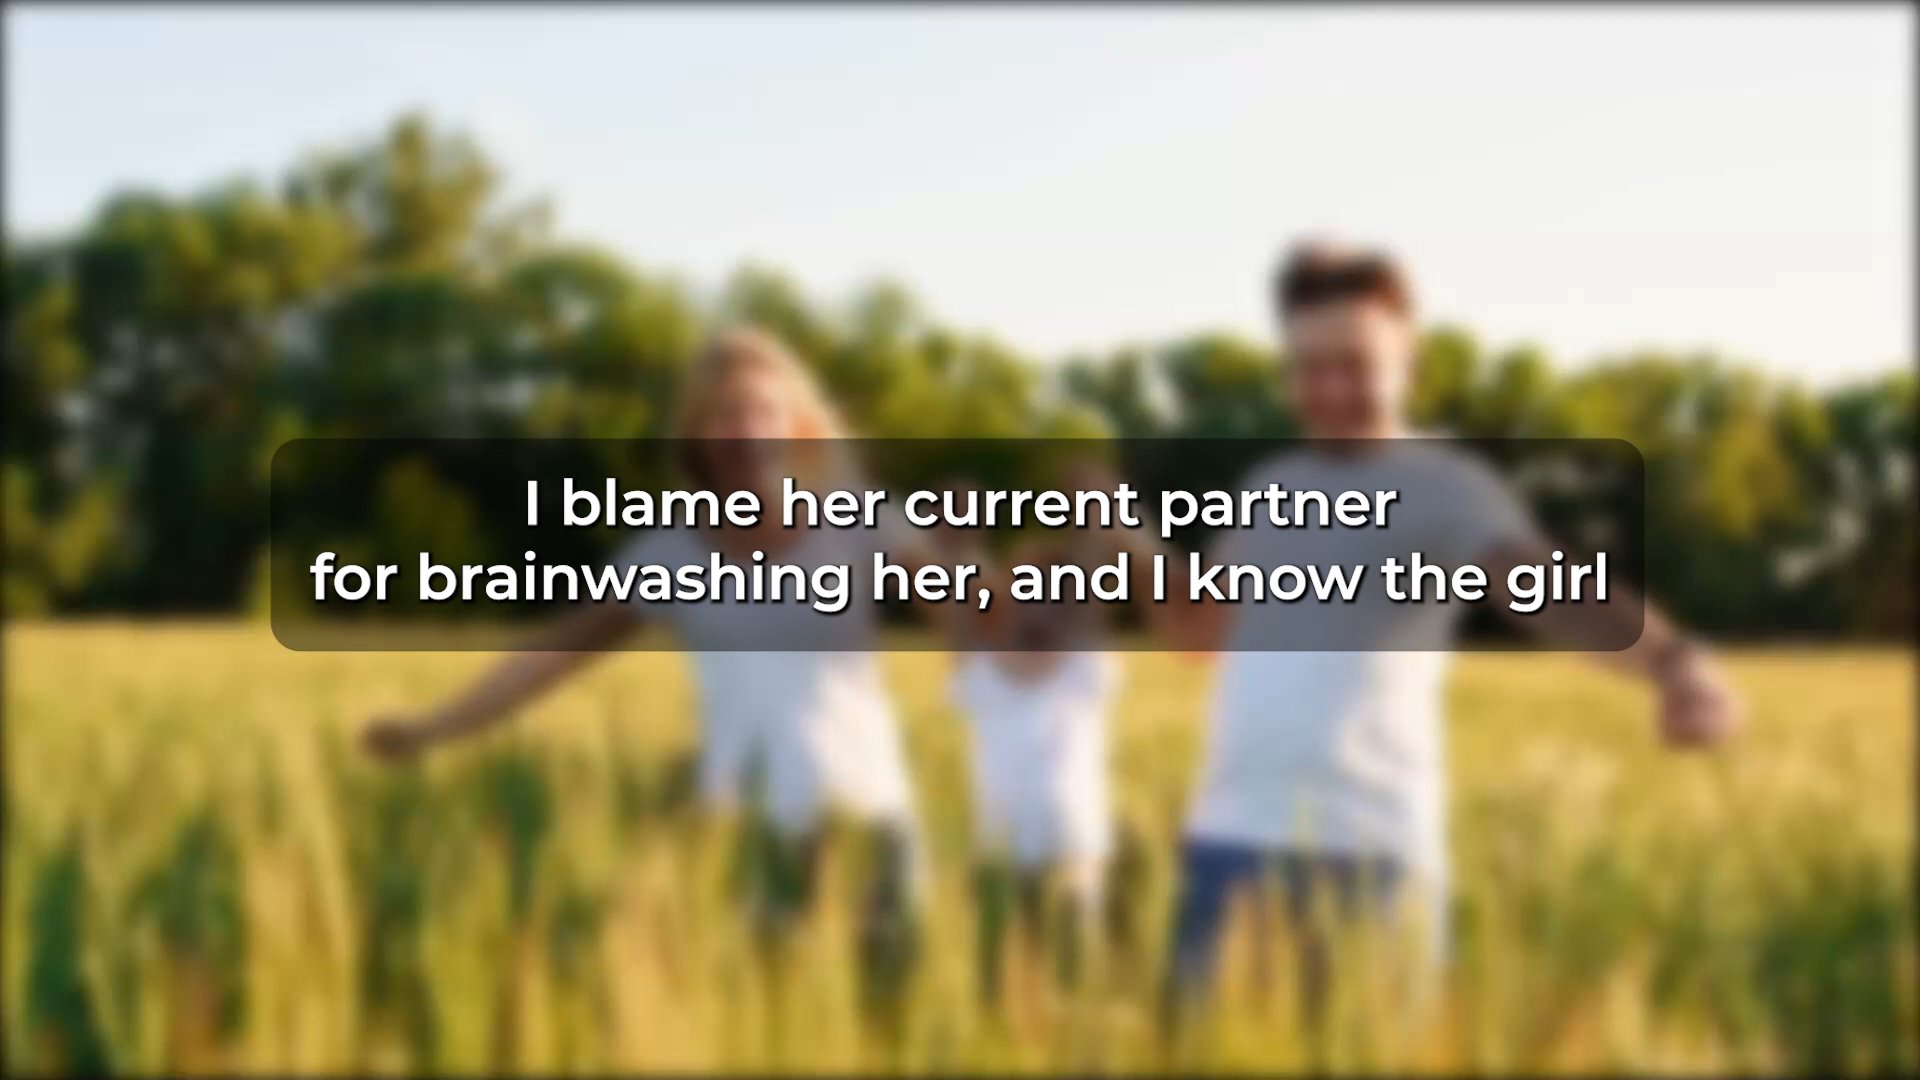 I blame her current partner
for brainwashing her, and I know the girl